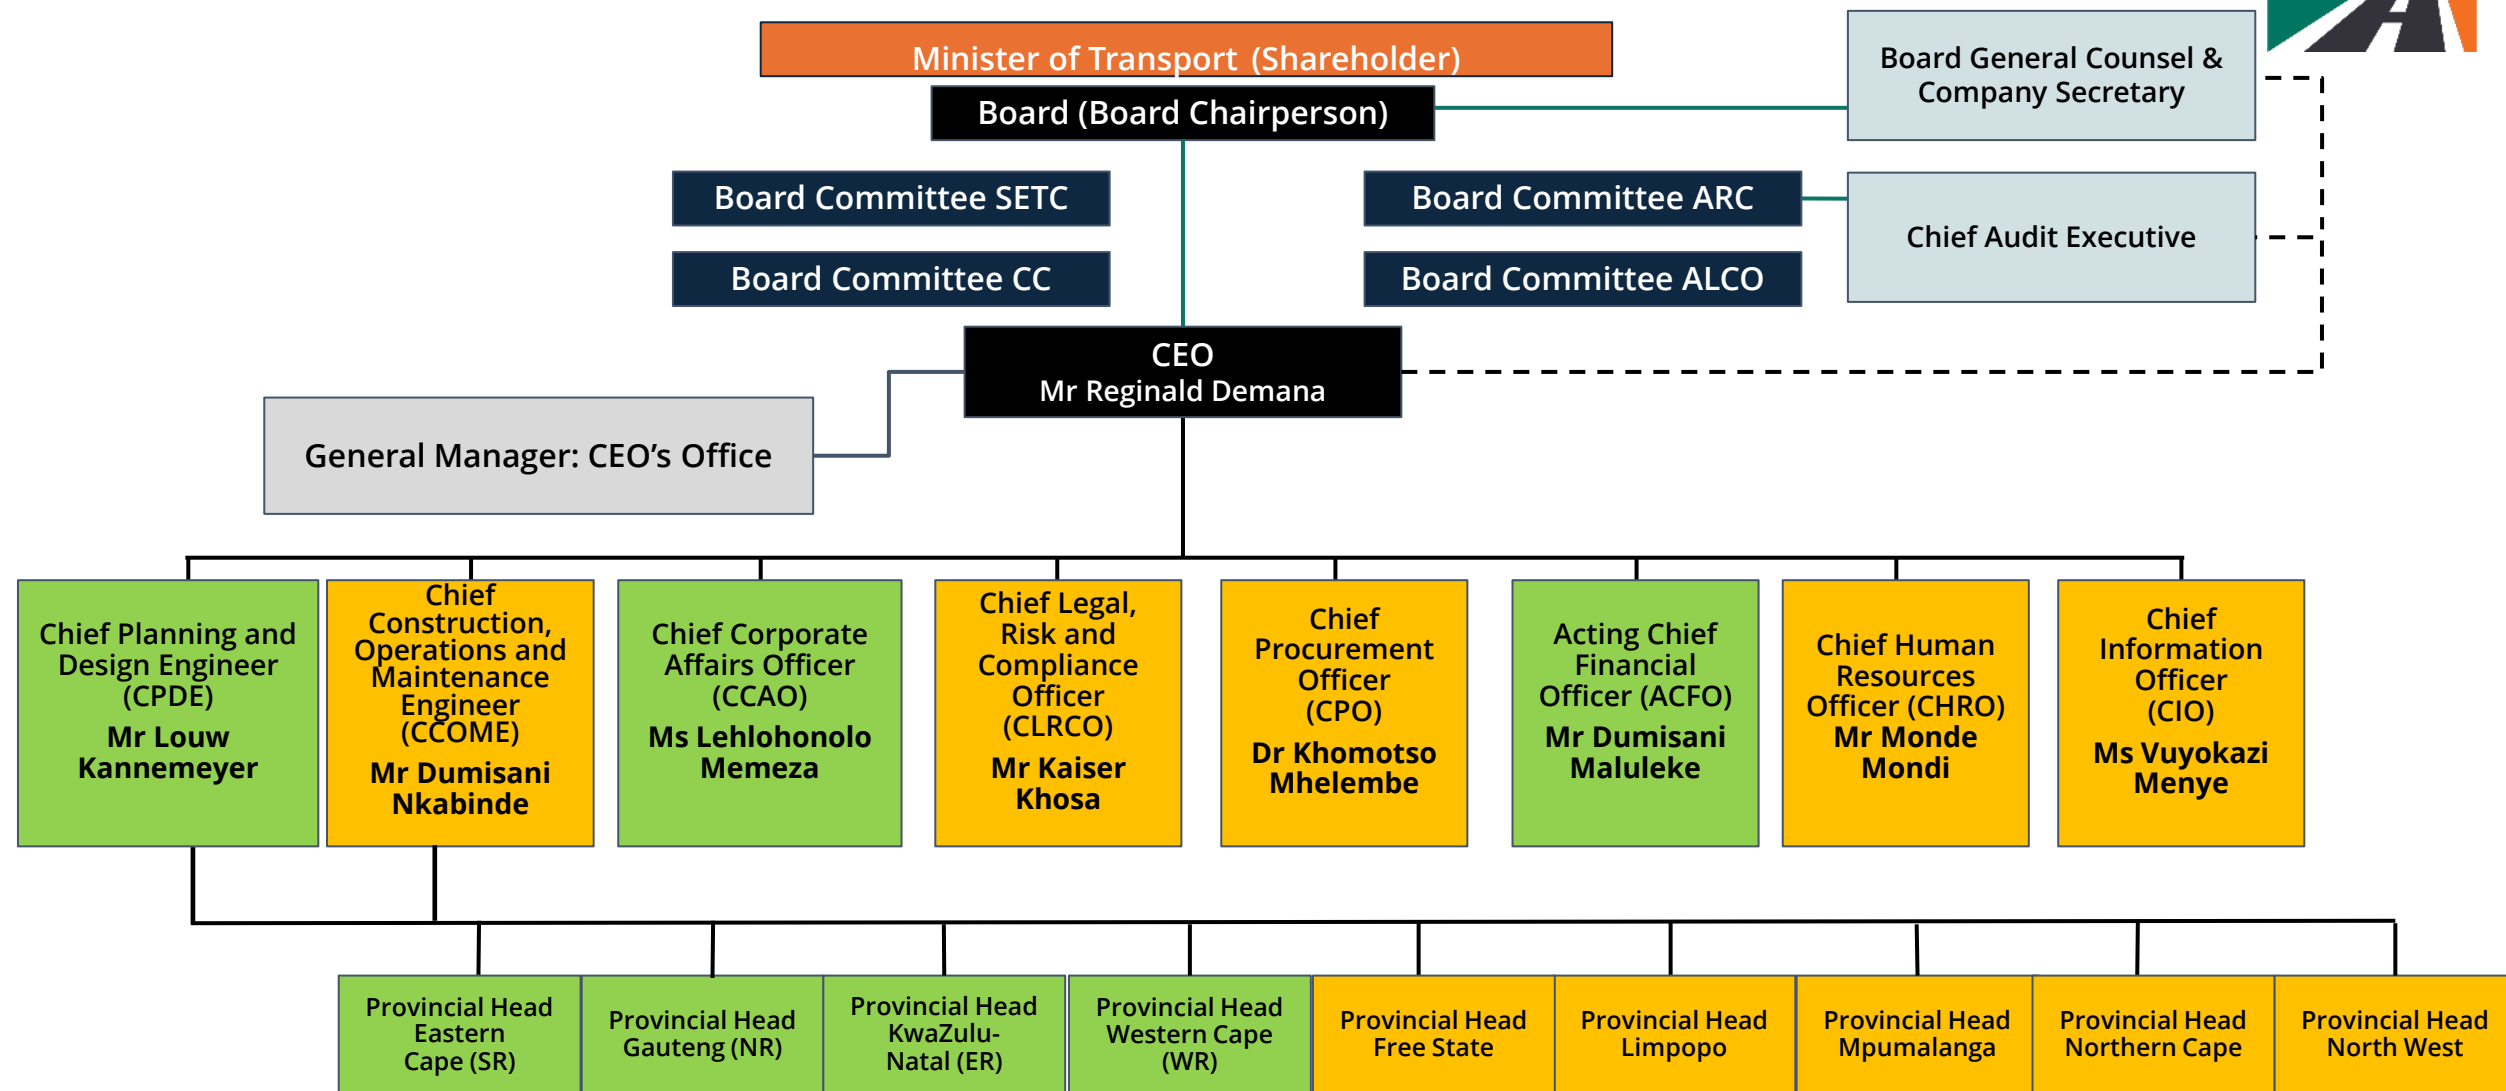 Minister of Transport (Shareholder)
Board General Counsel &
Company Secretary
Board (Board Chairperson)
Board Committee SETC
Board Committee ARC
Chief Audit Executive
Board Committee CC
Board Committee ALCO
CEO
Mr Reginald Demana
General Manager: CEO’s Office
Chief Planning and
Design Engineer
(CPDE)
Mr Louw
Kannemeyer
Chief
Construction,
Operations and
Maintenance
Engineer
(CCOME)
Mr Dumisani
Nkabinde
Chief Corporate
Affairs Officer
(CCAO)
Ms Lehlohonolo
Memeza
Chief Legal,
Risk and
Compliance
Officer
(CLRCO)
Mr Kaiser
Khosa
Chief
Procurement
Officer
(CPO)
Dr Khomotso
Mhelembe
Acting Chief
Financial
Officer (ACFO)
Mr Dumisani
Maluleke
Chief Human
Resources
Officer (CHRO)
Mr Monde
Mondi
Chief
Information
Officer
(CIO)
Ms Vuyokazi
Menye
Provincial Head
Eastern
Cape (SR)
Provincial Head
Gauteng (NR)
Provincial Head
KwaZulu-
Natal (ER)
Provincial Head
Western Cape
(WR)
Provincial Head
Free State
Provincial Head
Limpopo
Provincial Head
Mpumalanga
Provincial Head
Northern Cape
Provincial Head
North West